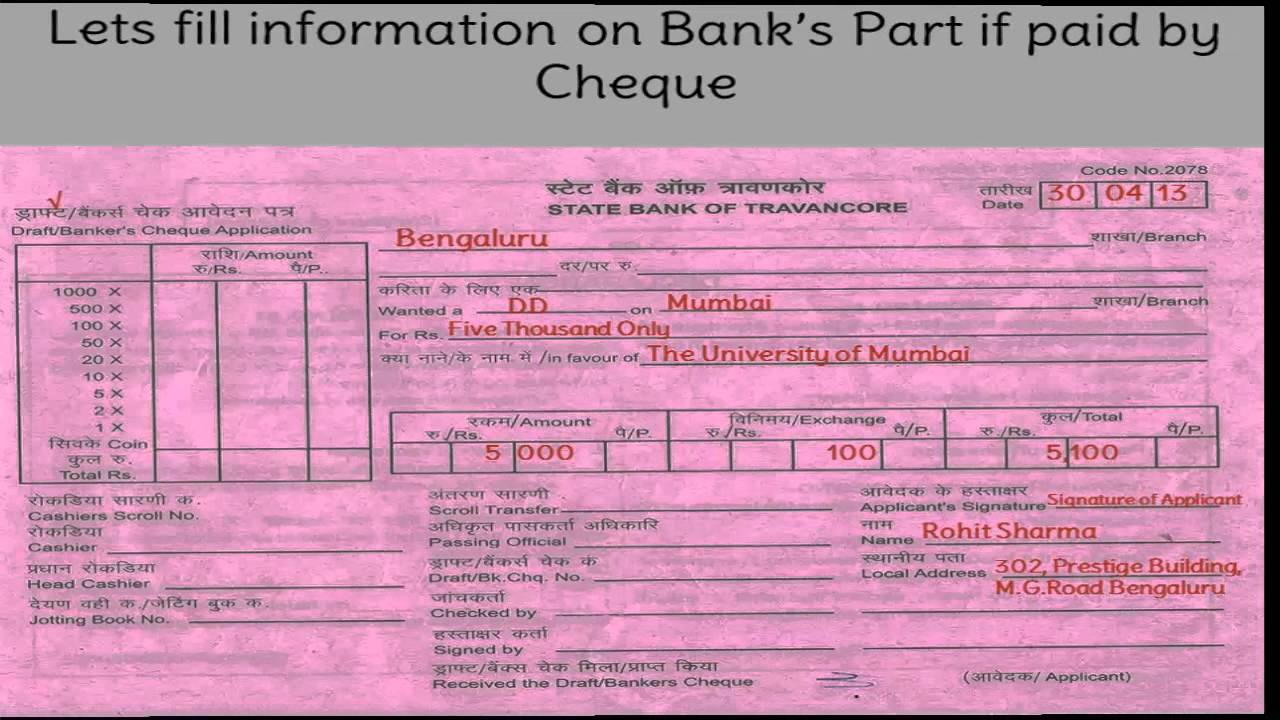 Lets fill information on Bank's Part if paid by
Cheque
Code No.2078
स्टेट बैंक ऑफ़ त्रावणकोर
STATE BANK OF TRAVANCORE
तारीख
Date 30 04 13
ड्राफ्ट/बैंकर्स चेक आवेदन पत्र
Draft/Banker's Cheque Application
Bengaluru शाखा/Branch
दर/पर रु.
राशि/Amount
रु/Rs. पै/P..
1000 X
500 X
100 X
50 X
20 X
10 X
5 X
2 X
1 X
सिक्के Coin
कुल रु.
Total Rs.
करिता के लिए एक
Wanted a DD on Mumbai शाखा/Branch
For Rs. Five Thousand Only
क्या नाने/के नाम में /in favour of The University of Mumbai
रकम/Amount विनिमय/Exchange कुल/Total
रु./Rs. पै/P. रु./Rs. पै/P. रु./Rs. पै/P.
5 000 100 5,100
रोकडिया सारणी क.
Cashiers Scroll No.
रोकडिया
Cashier
प्रधान रोकडिया
Head Cashier
देयण वही क./जेटिंग बुक क.
Jotting Book No.
अंतरण सारणी
Scroll Transfer
अधिकृत पासकर्ता अधिकारि
Passing Official
ड्राफ्ट/बैंकर्स चेक कं
Draft/Bk.Chq. No.
जांचकर्ता
Checked by
हस्ताक्षर कर्ता
Signed by
ड्राफ्ट/बैंक्स चेक मिला/प्राप्त किया
Received the Draft/Bankers Cheque
आवेदक के हस्ताक्षर
Applicant's Signature Signature of Applicant
नाम
Name Rohit Sharma
स्थानीय पता
Local Address 302, Prestige Building,
M.G.Road Bengaluru
(आवेदक/ Applicant)